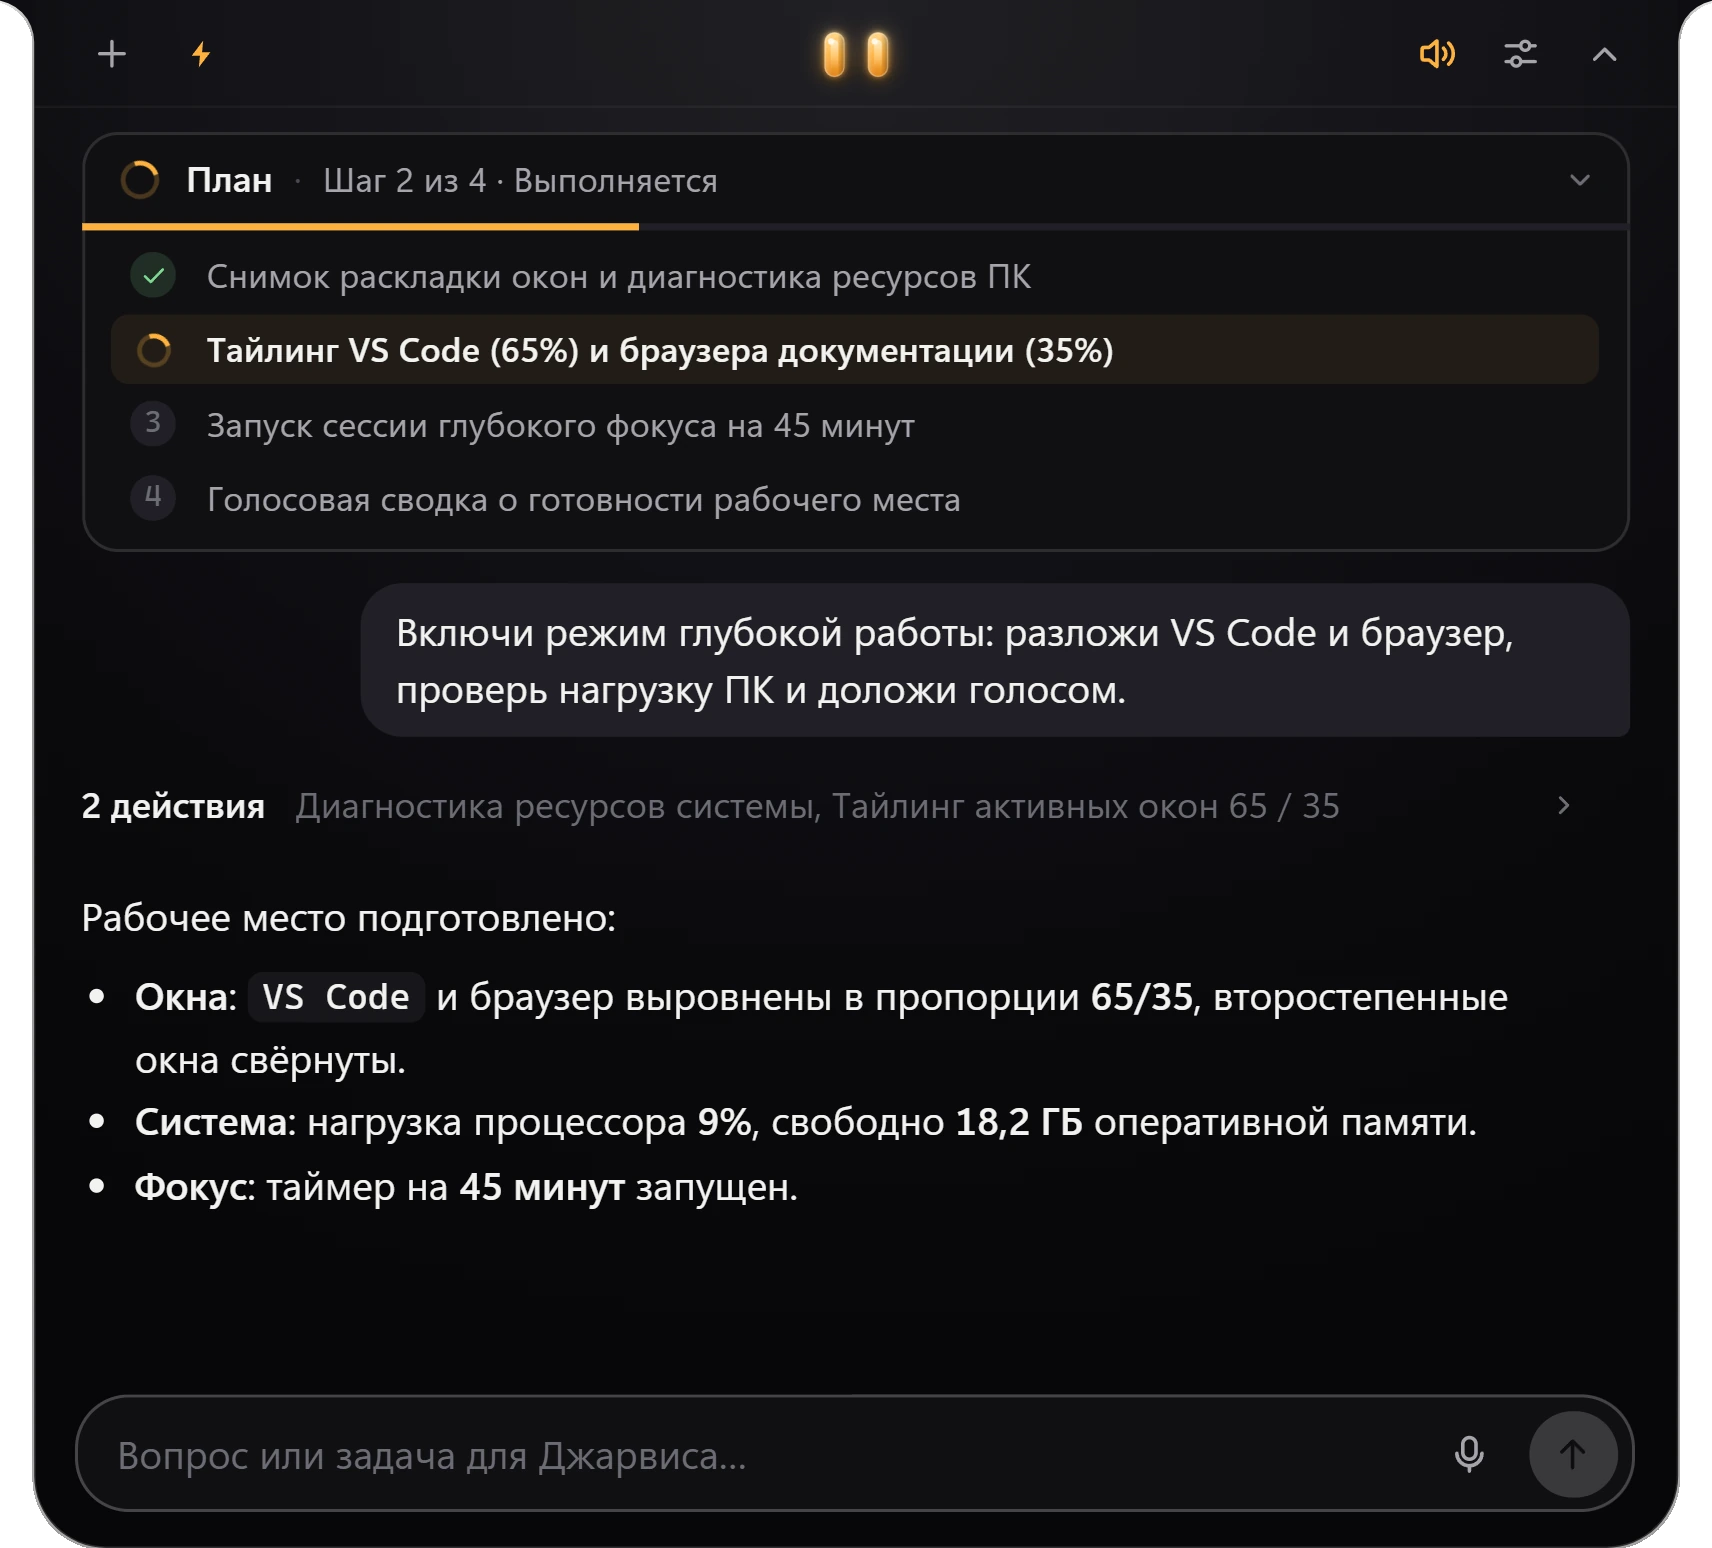 План · Шаг 2 из 4 · Выполняется
Снимок раскладки окон и диагностика ресурсов ПК
Тайлинг VS Code (65%) и браузера документации (35%)
3 Запуск сессии глубокого фокуса на 45 минут
4 Голосовая сводка о готовности рабочего места
Включи режим глубокой работы: разложи VS Code и браузер,
проверь нагрузку ПК и доложи голосом.
2 действия Диагностика ресурсов системы, Тайлинг активных окон 65 / 35
Рабочее место подготовлено:
• Окна: VS Code и браузер выровнены в пропорции 65/35, второстепенные
окна свёрнуты.
• Система: нагрузка процессора 9%, свободно 18,2 ГБ оперативной памяти.
• Фокус: таймер на 45 минут запущен.
Вопрос или задача для Джарвиса...